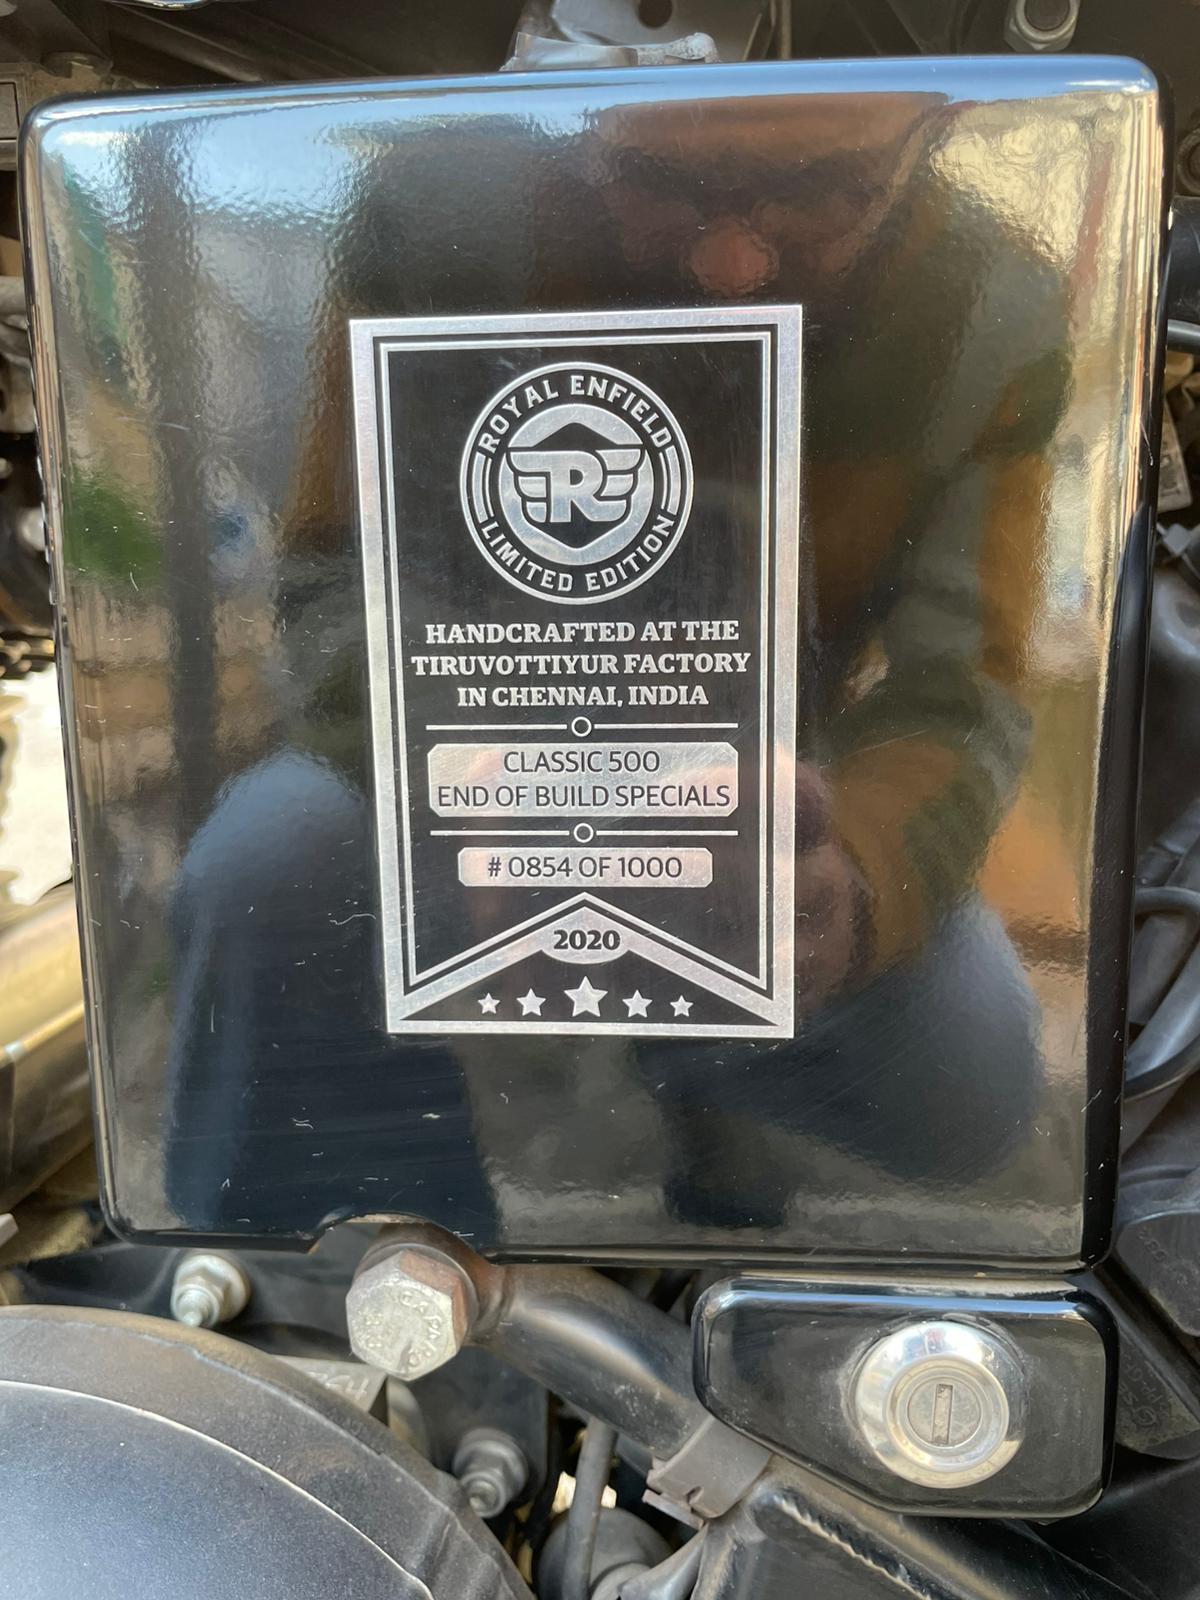 ROYAL ENFIELD
R
LIMITED EDITION
HANDCRAFTED AT THE
TIRUVOTTIYUR FACTORY
IN CHENNAI, INDIA
CLASSIC 500
END OF BUILD SPECIALS
# 0854 OF 1000
2020